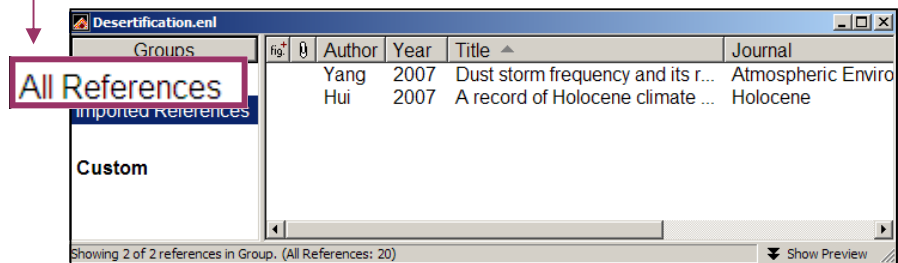 Desertification.enl
Groups
fig. Author Year Title Journal
All References
Yang 2007 Dust storm frequency and its r... Atmospheric Enviro
Hui 2007 A record of Holocene climate ... Holocene
Imported References
Custom
Showing 2 of 2 references in Group. (All References: 20)
Show Preview